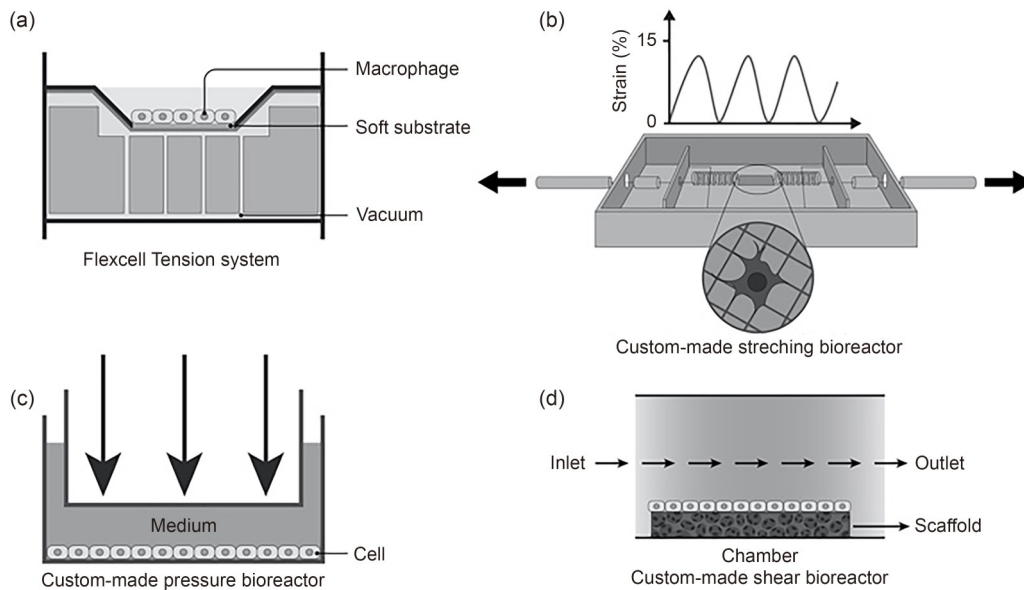 (a)
Macrophage
Soft substrate
Vacuum
Flexcell Tension system
(b)
Strain (%)
15
0
Custom-made streching bioreactor
(c)
Medium
Cell
Custom-made pressure bioreactor
(d)
Inlet
Outlet
Scaffold
Chamber
Custom-made shear bioreactor